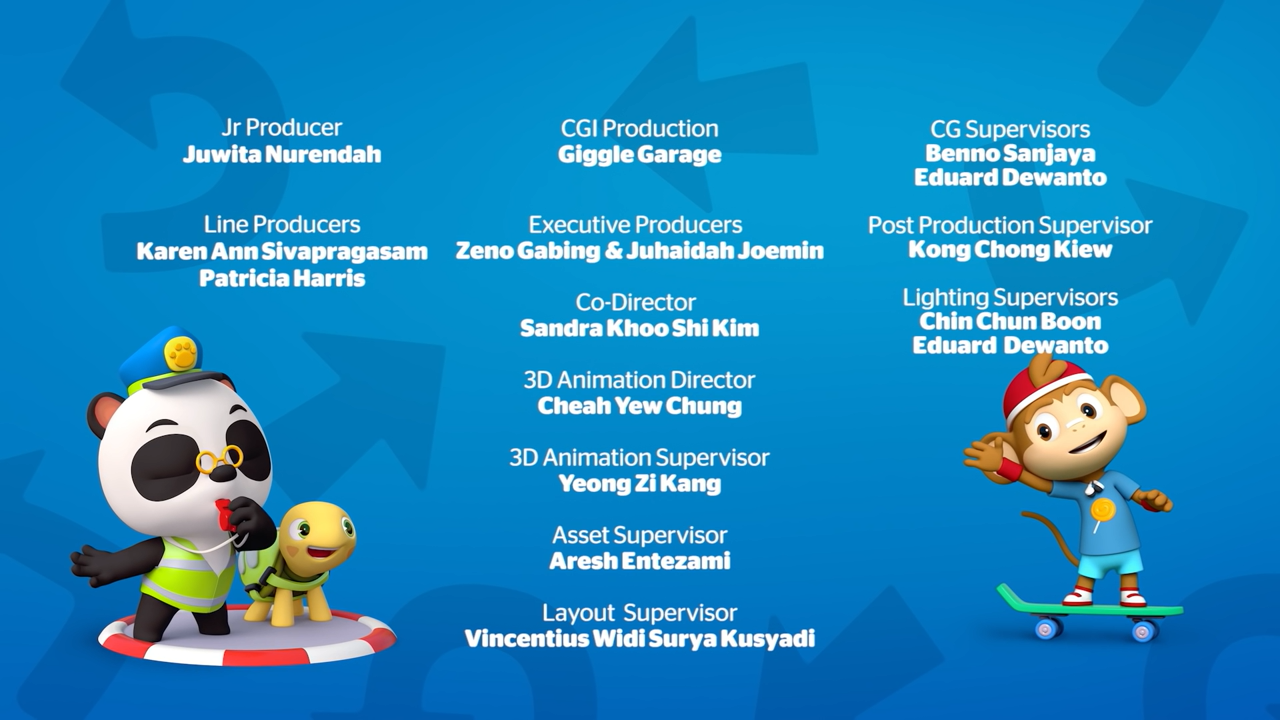 Jr Producer
Juwita Nurendah
Line Producers
Karen Ann Sivapragasam
Patricia Harris
CGI Production
Giggle Garage
Executive Producers
Zeno Gabing & Juhaidah Joemin
Co-Director
Sandra Khoo Shi Kim
3D Animation Director
Cheah Yew Chung
3D Animation Supervisor
Yeong Zi Kang
Asset Supervisor
Aresh Entezami
Layout Supervisor
Vincentius Widi Surya Kusyadi
CG Supervisors
Benno Sanjaya
Eduard Dewanto
Post Production Supervisor
Kong Chong Kiew
Lighting Supervisors
Chin Chun Boon
Eduard Dewanto